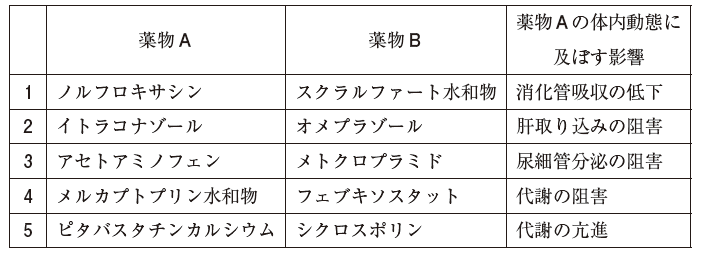 薬物A 薬物B 薬物Aの体内動態に
及ぼす影響
1 ノルフロキサシン スクラルファート水和物 消化管吸収の低下
2 イトラコナゾール オメプラゾール 肝取り込みの阻害
3 アセトアミノフェン メトクロプラミド 尿細管分泌の阻害
4 メルカプトプリン水和物 フェブキソスタット 代謝の阻害
5 ピタバスタチンカルシウム シクロスポリン 代謝の亢進